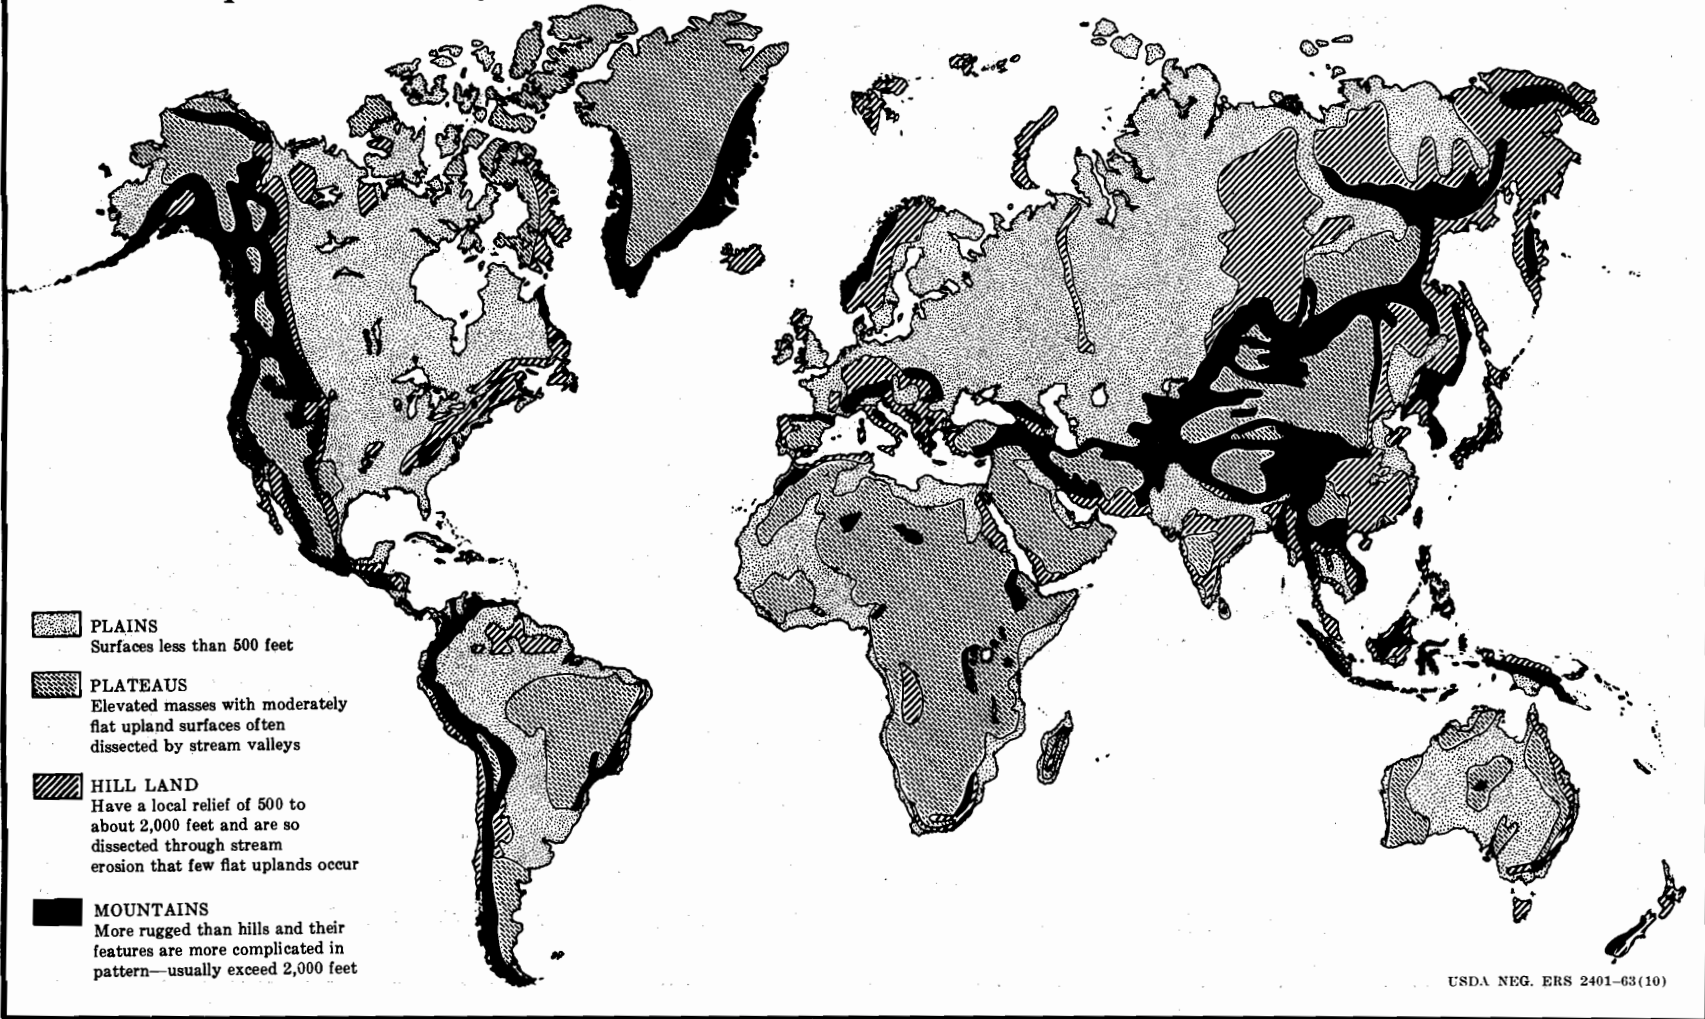 PLAINS
Surfaces less than 500 feet
PLATEAUS
Elevated masses with moderately
flat upland surfaces often
dissected by stream valleys
HILL LAND
Have a local relief of 500 to
about 2,000 feet and are so
dissected through stream
erosion that few flat uplands occur
MOUNTAINS
More rugged than hills and their
features are more complicated in
pattern—usually exceed 2,000 feet
USDA NEG. ERS 2401–63(10)